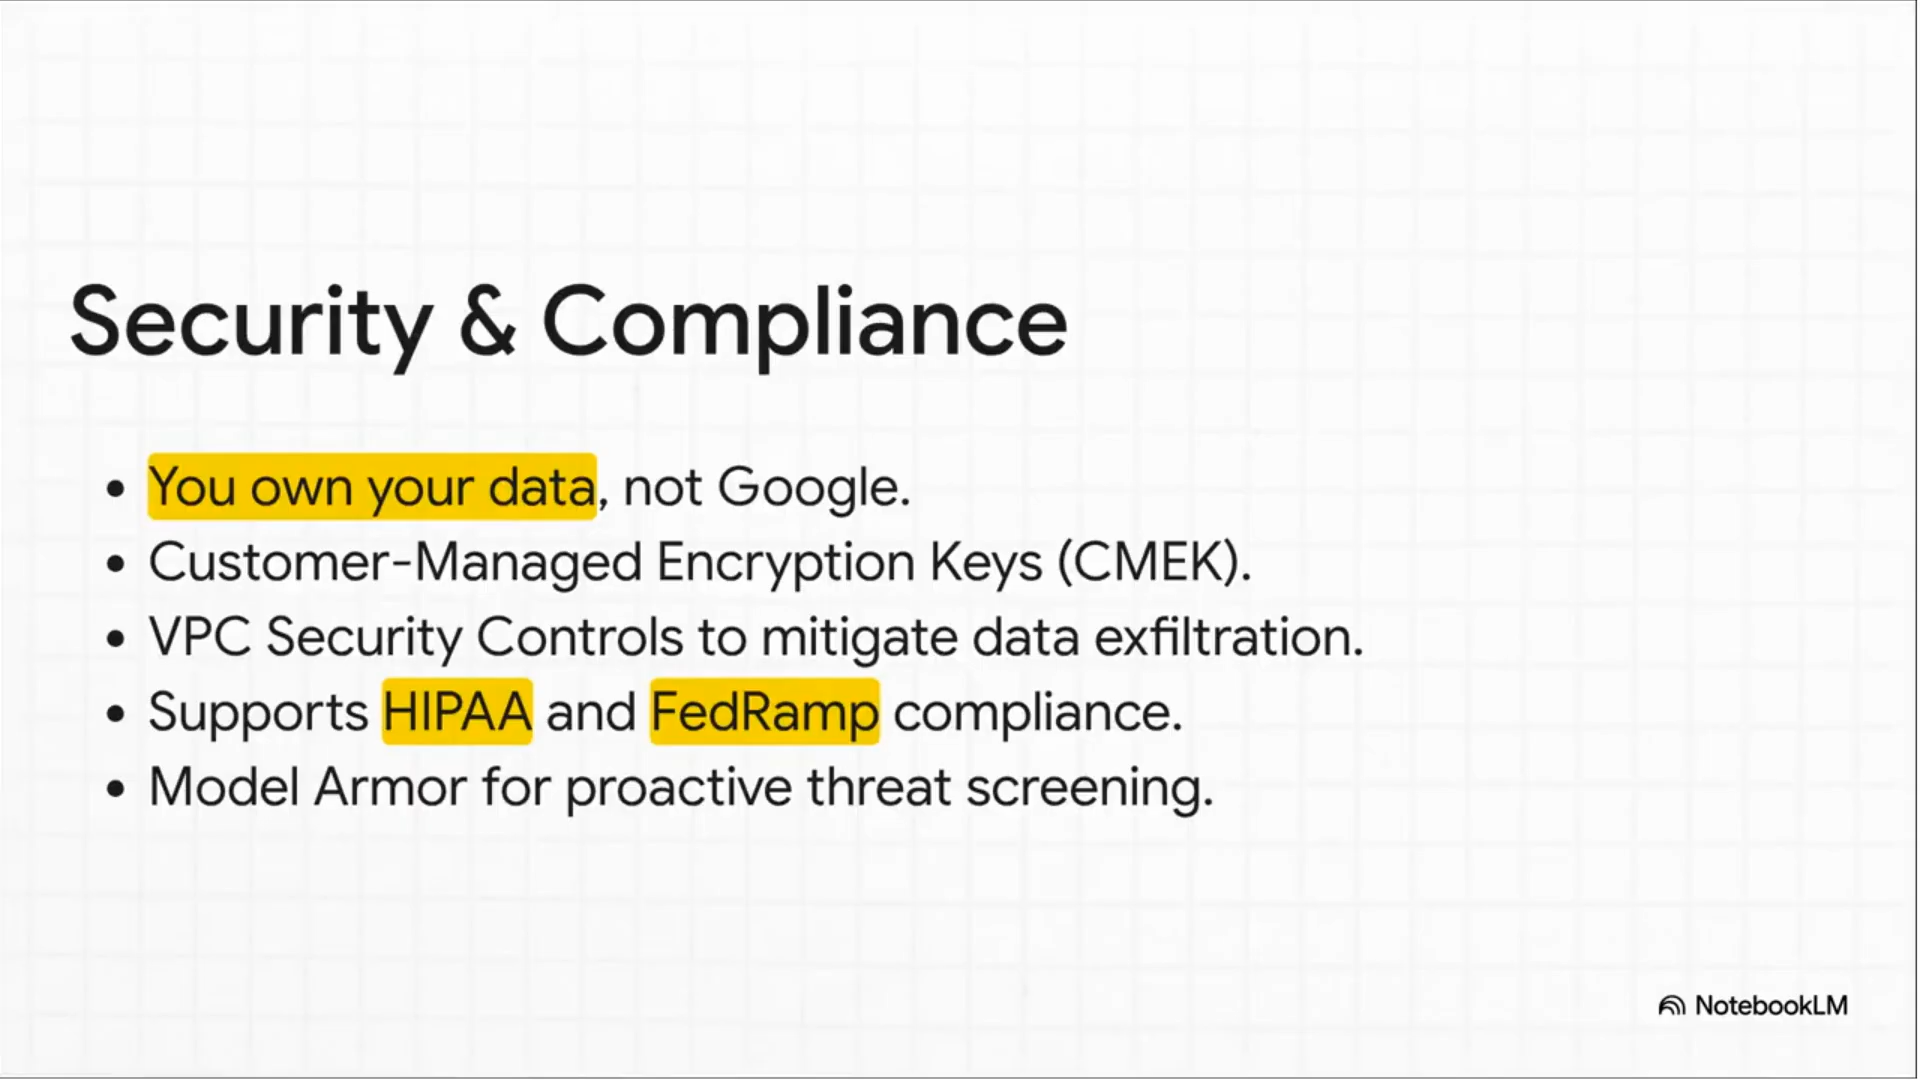 Security & Compliance
• You own your data, not Google.
• Customer-Managed Encryption Keys (CMEK).
• VPC Security Controls to mitigate data exfiltration.
• Supports HIPAA and FedRamp compliance.
• Model Armor for proactive threat screening.
NotebookLM